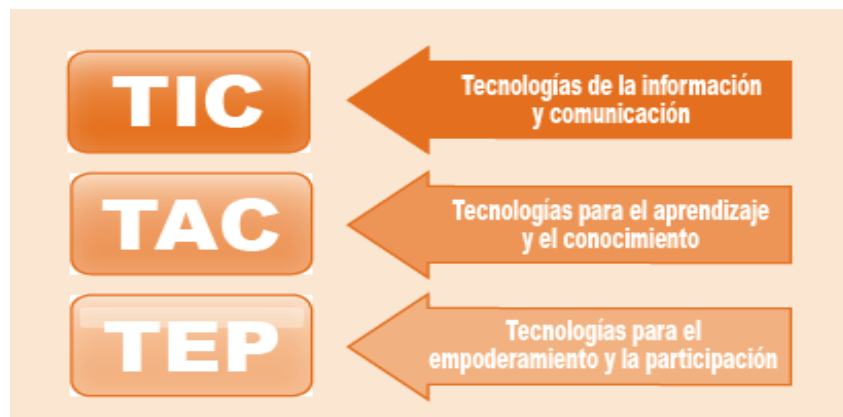 TIC
Tecnologías de la información
y comunicación
TAC
Tecnologías para el aprendizaje
y el conocimiento
TEP
Tecnologías para el
empoderamiento y la participación